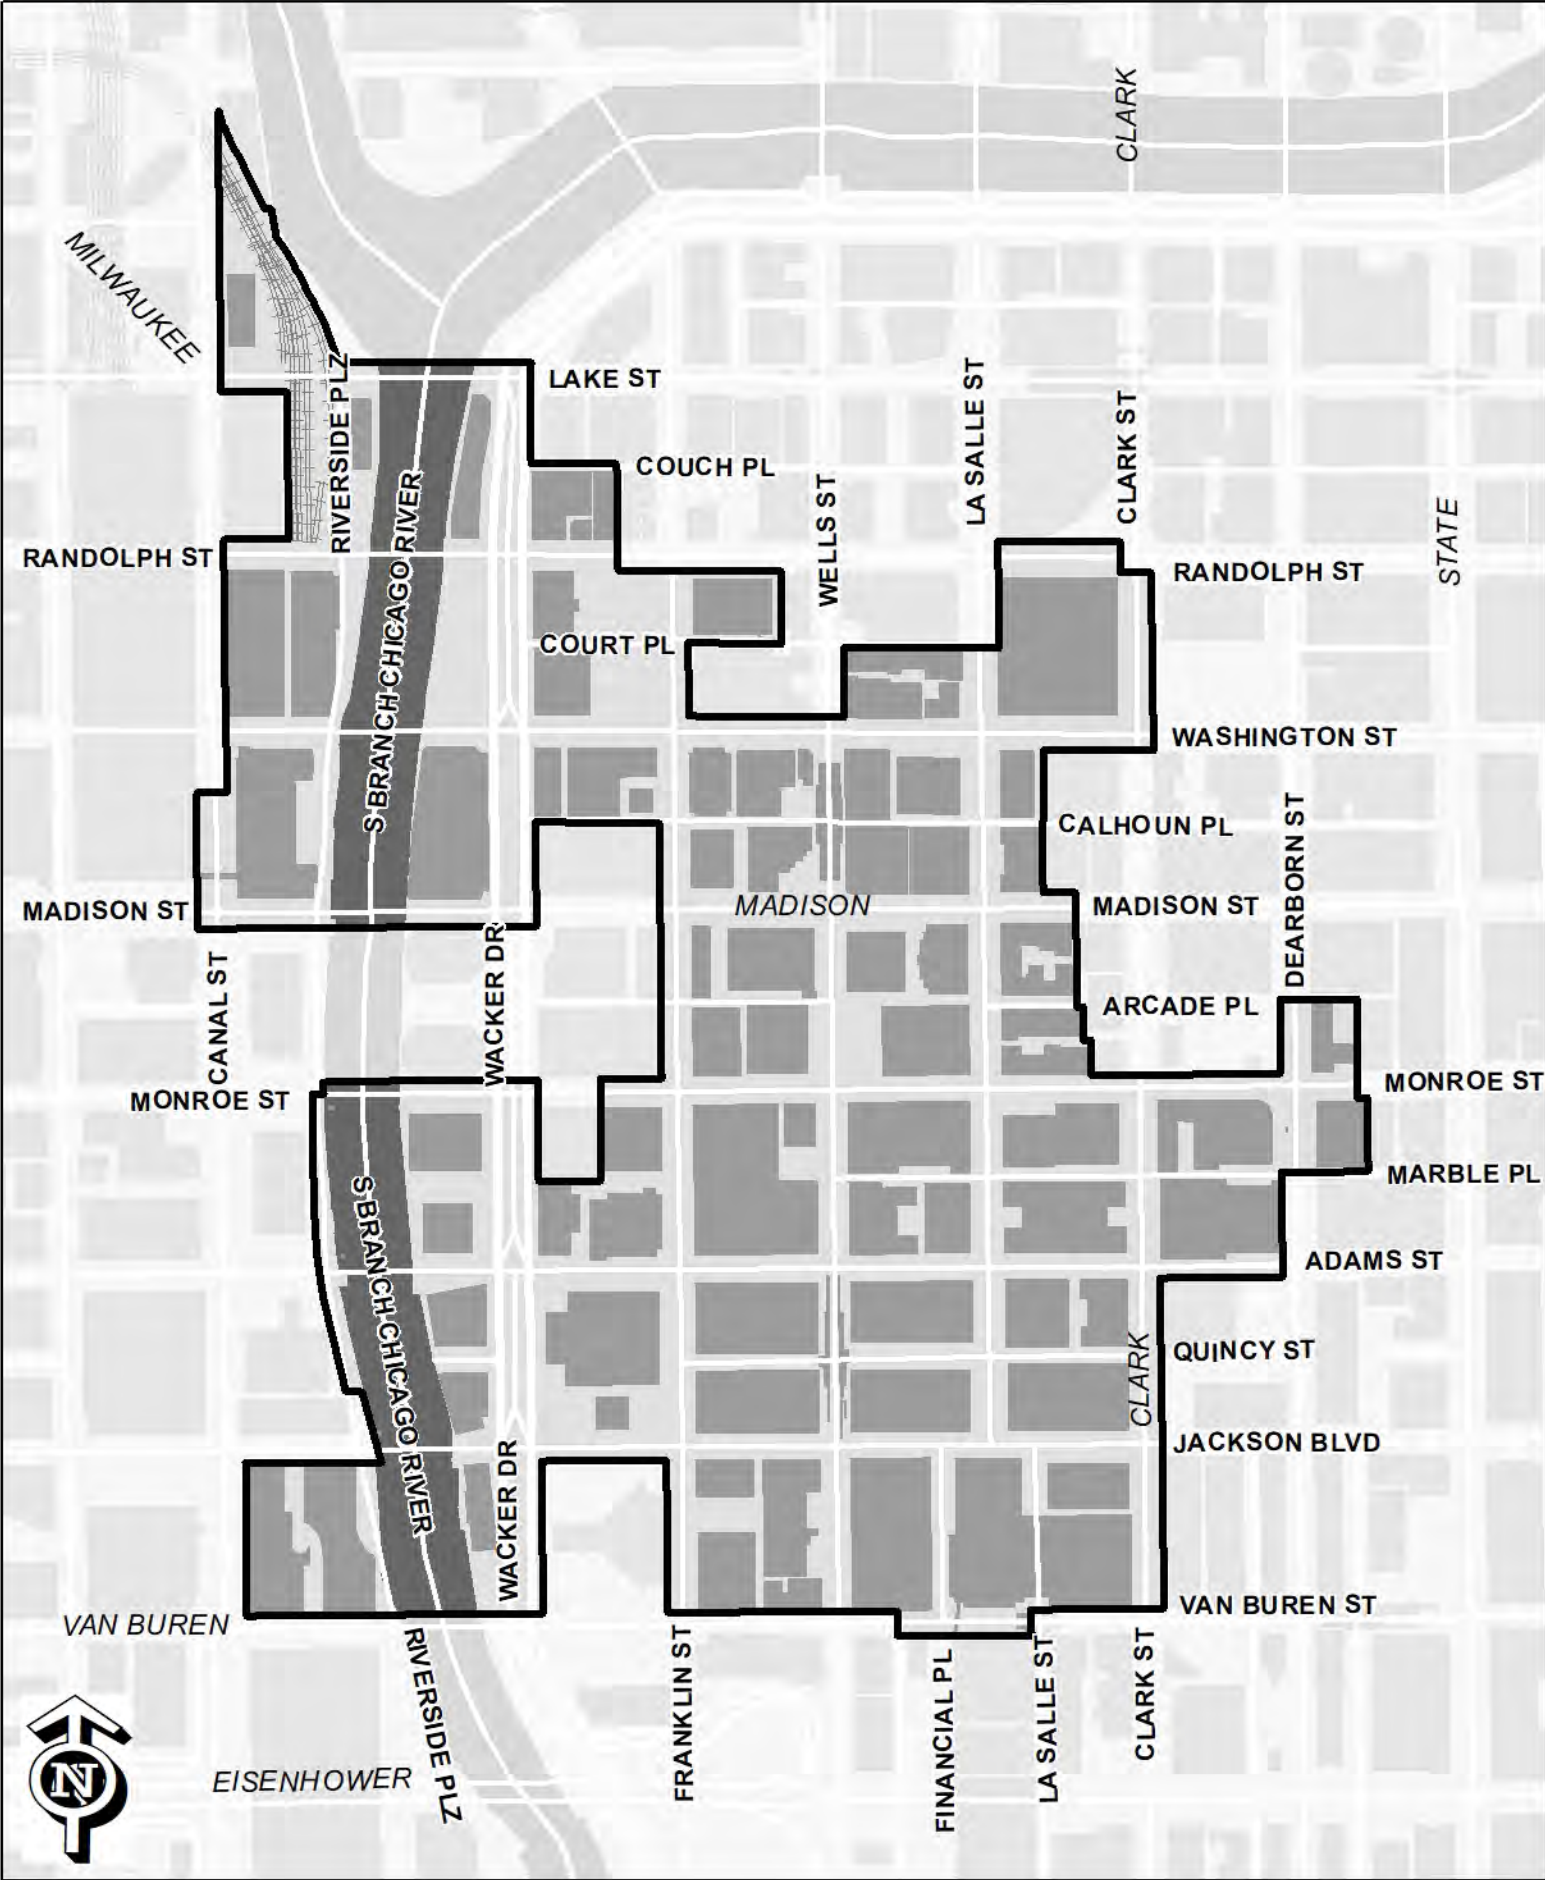 CLARK
MILWAUKEE
RIVERSIDE PLZ
LAKE ST
LA SALLE ST
CLARK ST
COUCH PL
WELLS ST
S BRANCH CHICAGO RIVER
STATE
RANDOLPH ST
RANDOLPH ST
COURT PL
WASHINGTON ST
CALHOUN PL
DEARBORN ST
MADISON ST
MADISON
MADISON ST
CANAL ST
WACKER DR
ARCADE PL
MONROE ST
MONROE ST
MARBLE PL
S BRANCH CHICAGO RIVER
ADAMS ST
CLARK
QUINCY ST
WACKER DR
JACKSON BLVD
VAN BUREN
VAN BUREN ST
RIVERSIDE PLZ
FRANKLIN ST
FINANCIAL PL
LA SALLE ST
CLARK ST
N
EISENHOWER